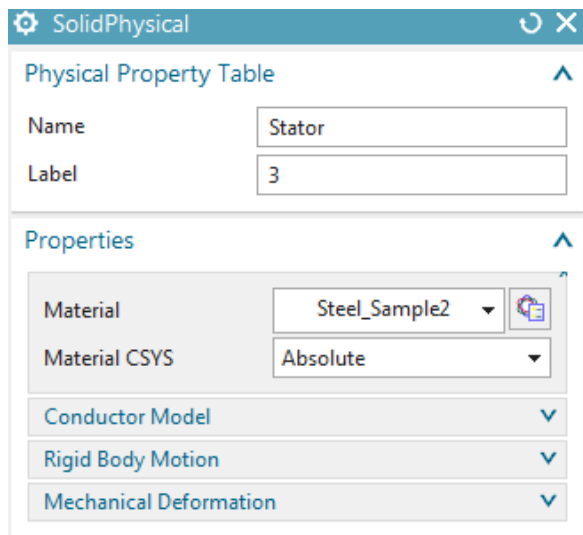 SolidPhysical
Physical Property Table
Name Stator
Label 3
Properties
Material Steel_Sample2
Material CSYS Absolute
Conductor Model
Rigid Body Motion
Mechanical Deformation